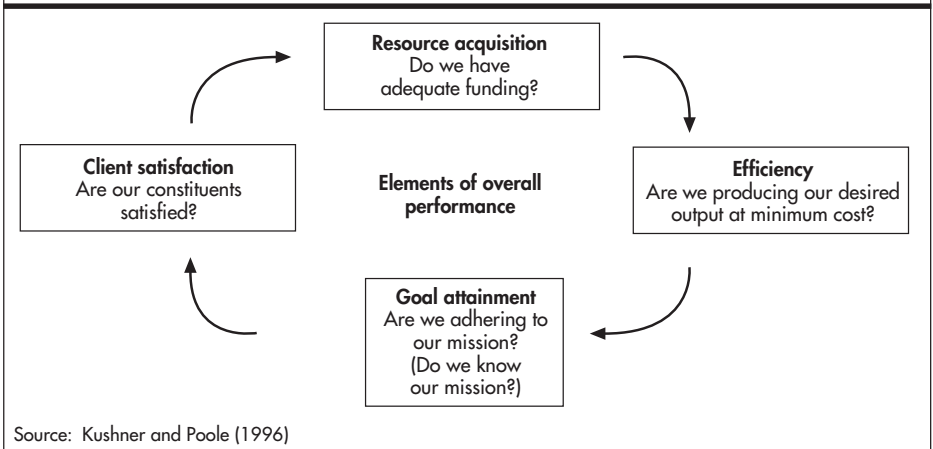 Resource acquisition
Do we have
adequate funding?
Client satisfaction
Are our constituents
satisfied?
Elements of overall
performance
Efficiency
Are we producing our desired
output at minimum cost?
Goal attainment
Are we adhering to
our mission?
(Do we know
our mission?)
Source: Kushner and Poole (1996)